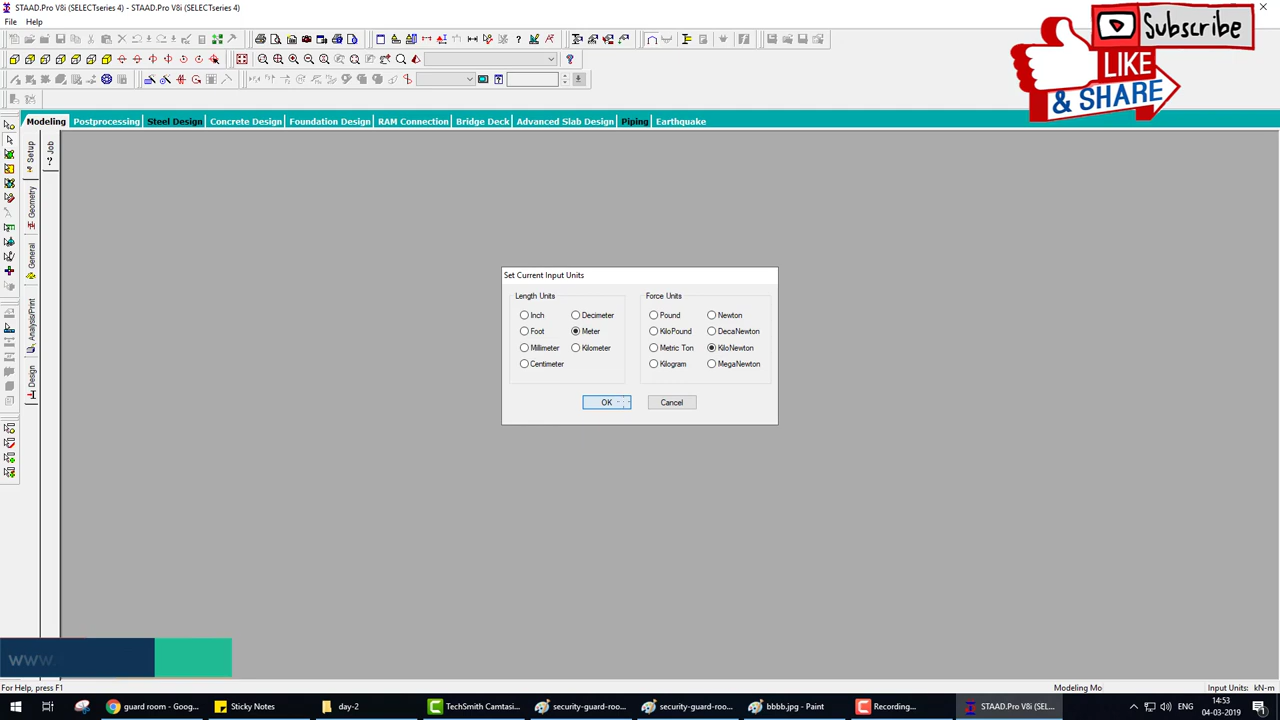 STAAD.Pro V8i (SELECTseries 4) - STAAD.Pro V8i (SELECTseries 4)
File Help
Subscribe
LIKE
& SHARE
Modeling Postprocessing Steel Design Concrete Design Foundation Design RAM Connection Bridge Deck Advanced Slab Design Piping Earthquake
Setup
Job
Geometry
General
Analysis/Print
Design
Set Current Input Units
Length Units Force Units
Inch Decimeter Pound Newton
Foot Meter KiloPound DecaNewton
Millimeter Kilometer Metric Ton KiloNewton
Centimeter Kilogram MegaNewton
OK Cancel
www.
For Help, press F1 Modeling Mo Input Units: kN-m
guard room - Goog... Sticky Notes day-2 TechSmith Camtasi... security-guard-roo... security-guard-roo... bbbb.jpg - Paint Recording... STAAD.Pro V8i (SEL... ENG 14:53
04-03-2019